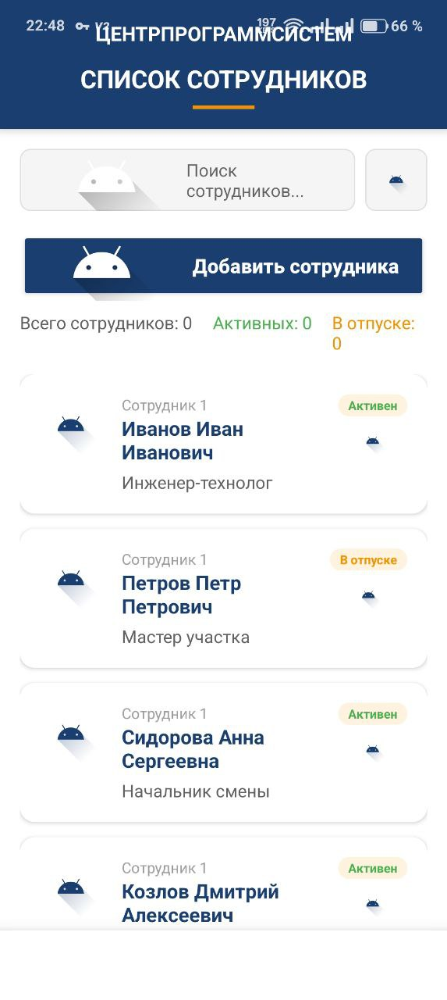 22:48
197
66 %
ЦЕНТРПРОГРАММСИСТЕМ
СПИСОК СОТРУДНИКОВ
Поиск
сотрудников...
Добавить сотрудника
Всего сотрудников: 0 Активных: 0 В отпуске:
0
Сотрудник 1 Активен
Иванов Иван
Иванович
Инженер-технолог
Сотрудник 1 В отпуске
Петров Петр
Петрович
Мастер участка
Сотрудник 1 Активен
Сидорова Анна
Сергеевна
Начальник смены
Сотрудник 1 Активен
Козлов Дмитрий
Алексеевич